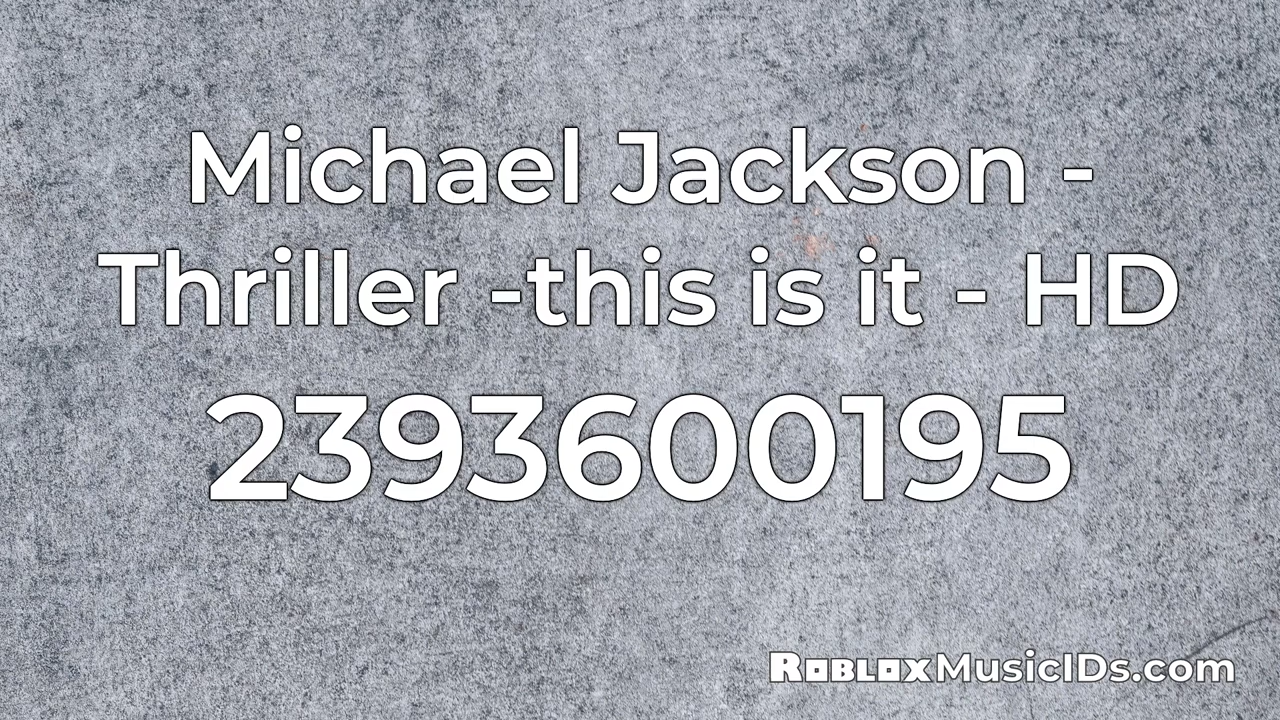 Michael Jackson -
Thriller -this is it - HD
2393600195
RobloxMusicIDs.com